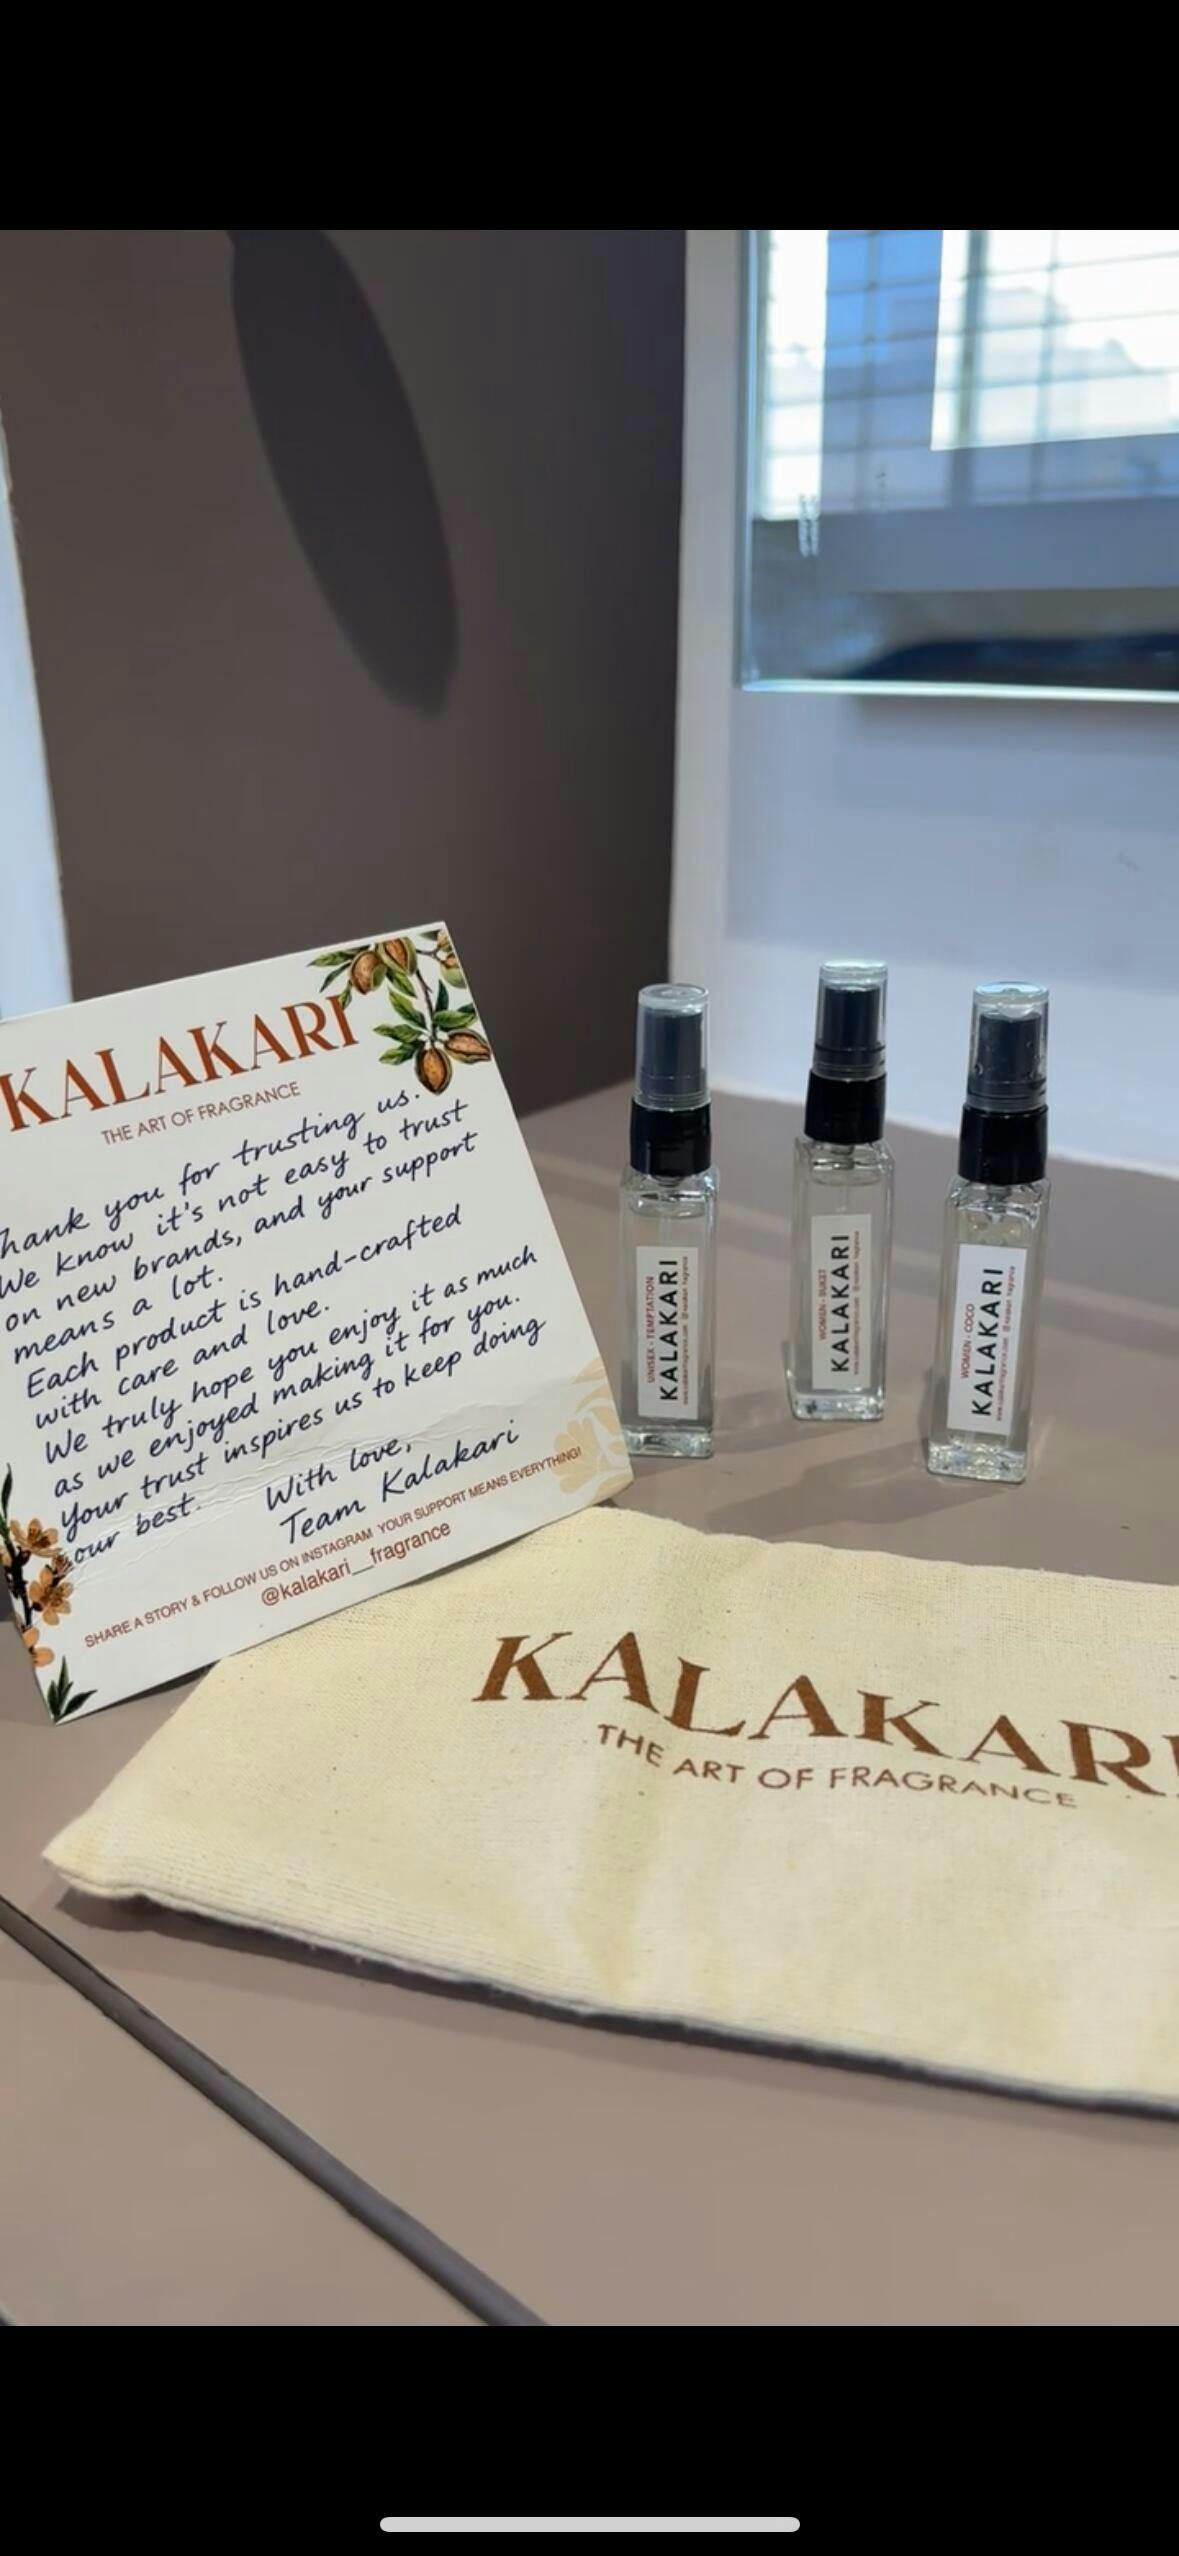 KALAKARI
THE ART OF FRAGRANCE
hank you for trusting us.
We know it's not easy to trust
on new brands, and your support
means a lot.
Each product is hand-crafted
with care and love.
We truly hope you enjoy it as much
as we enjoyed making it for you.
Your trust inspires us to keep doing
our best.
With love,
Team Kalakari
SHARE A STORY & FOLLOW US ON INSTAGRAM YOUR SUPPORT MEANS EVERYTHING!
@kalakari__fragrance
UNISEX - TEMPTATION
KALAKARI
WOMEN - BUKET
KALAKARI
WOMEN - COCO
KALAKARI
KALAKARI
THE ART OF FRAGRANCE